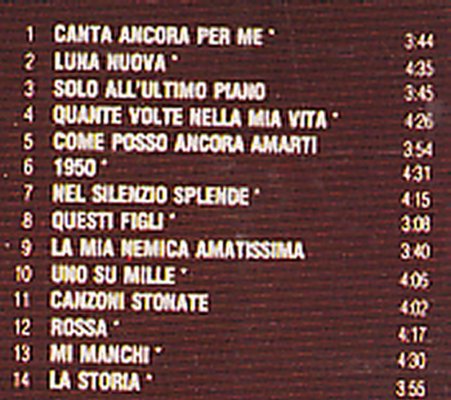 1 CANTA ANCORA PER ME * 3:44
2 LUNA NUOVA * 4:35
3 SOLO ALL'ULTIMO PIANO 3:45
4 QUANTE VOLTE NELLA MIA VITA * 4:26
5 COME POSSO ANCORA AMARTI 3:54
6 1950 * 4:31
7 NEL SILENZIO SPLENDE * 4:15
8 QUESTI FIGLI * 3:08
9 LA MIA NEMICA AMATISSIMA 3:40
10 UNO SU MILLE * 4:06
11 CANZONI STONATE 4:02
12 ROSSA * 4:17
13 MI MANCHI * 4:30
14 LA STORIA * 3:55